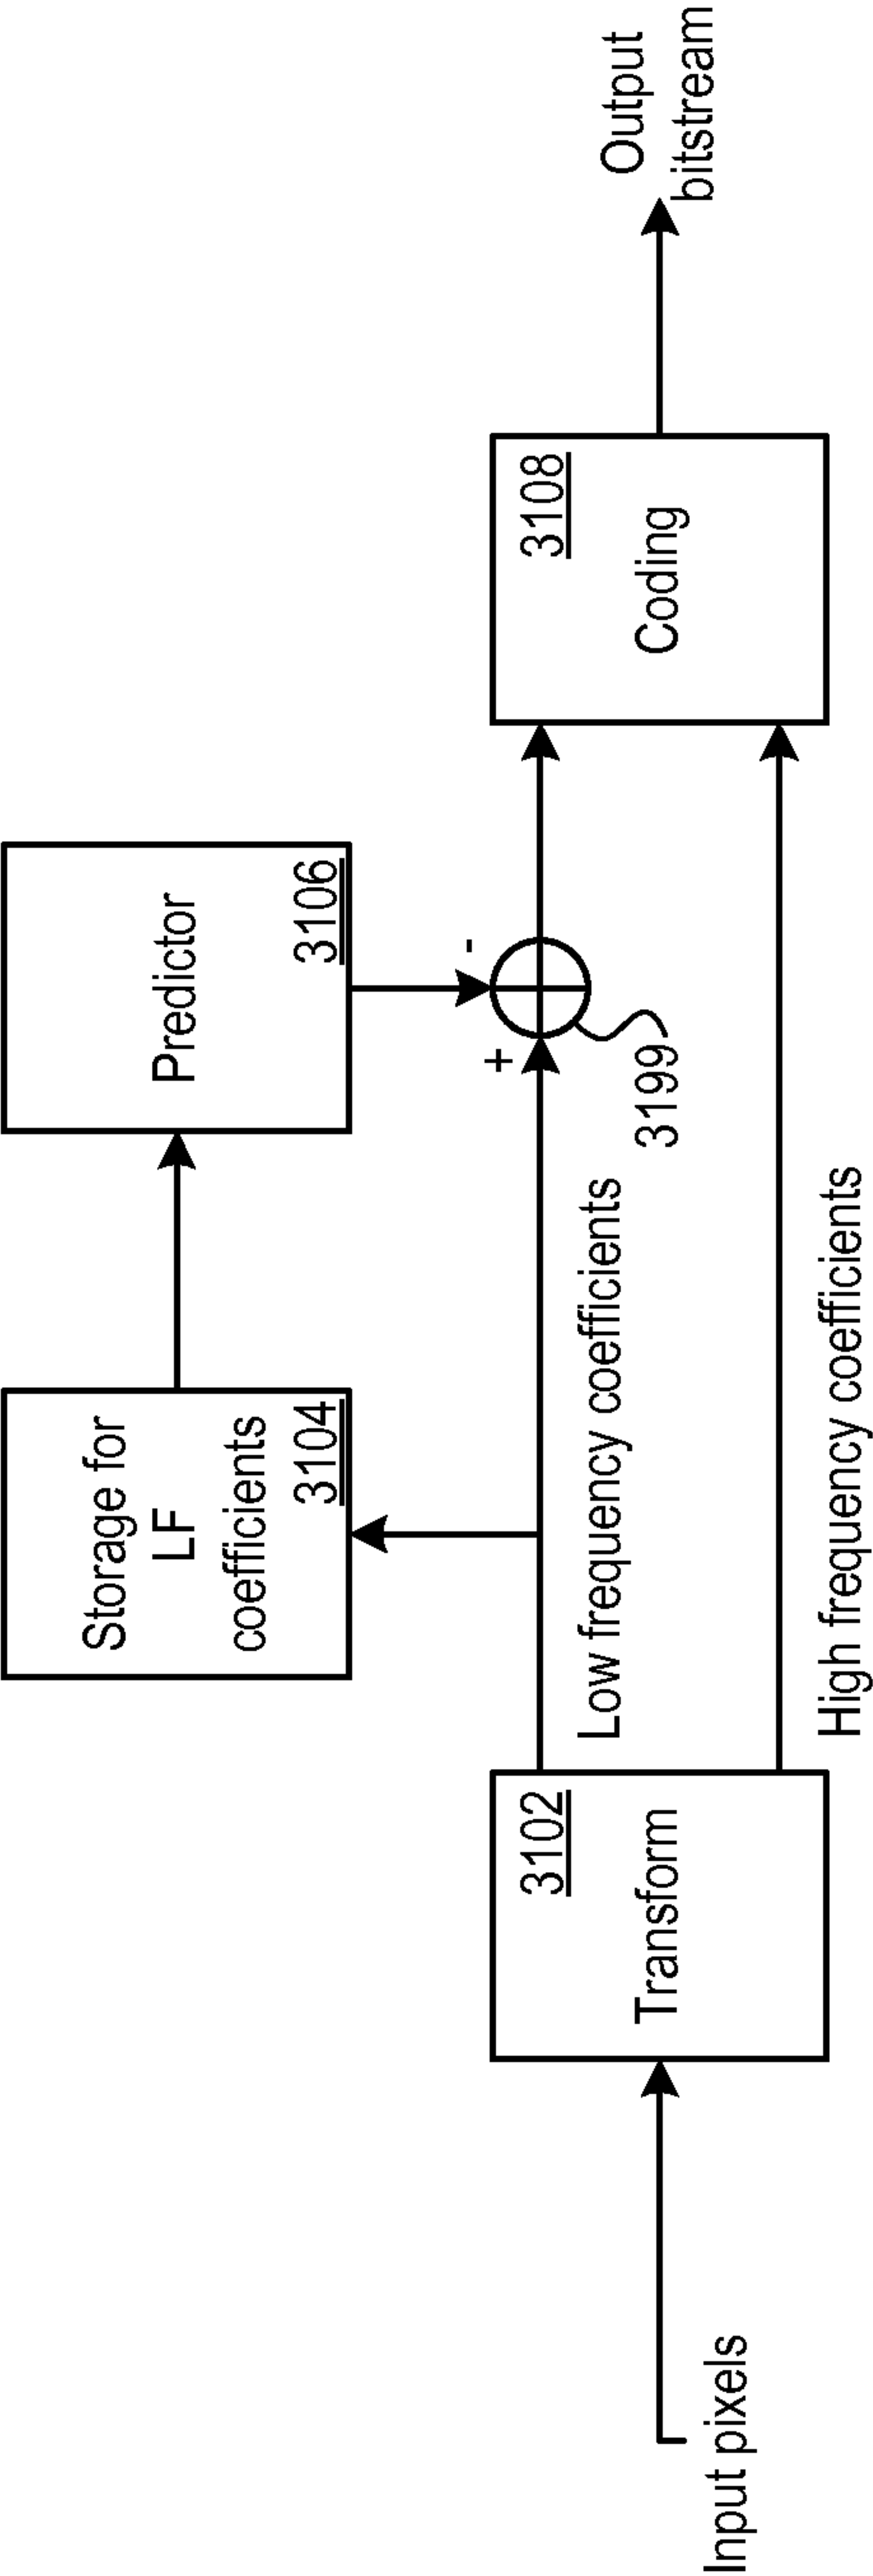 Storage for
LF
coefficients
3104
Predictor
3106
Input pixels
3102
Transform
Low frequency coefficients
+
-
3199
High frequency coefficients
3108
Coding
Output
bitstream